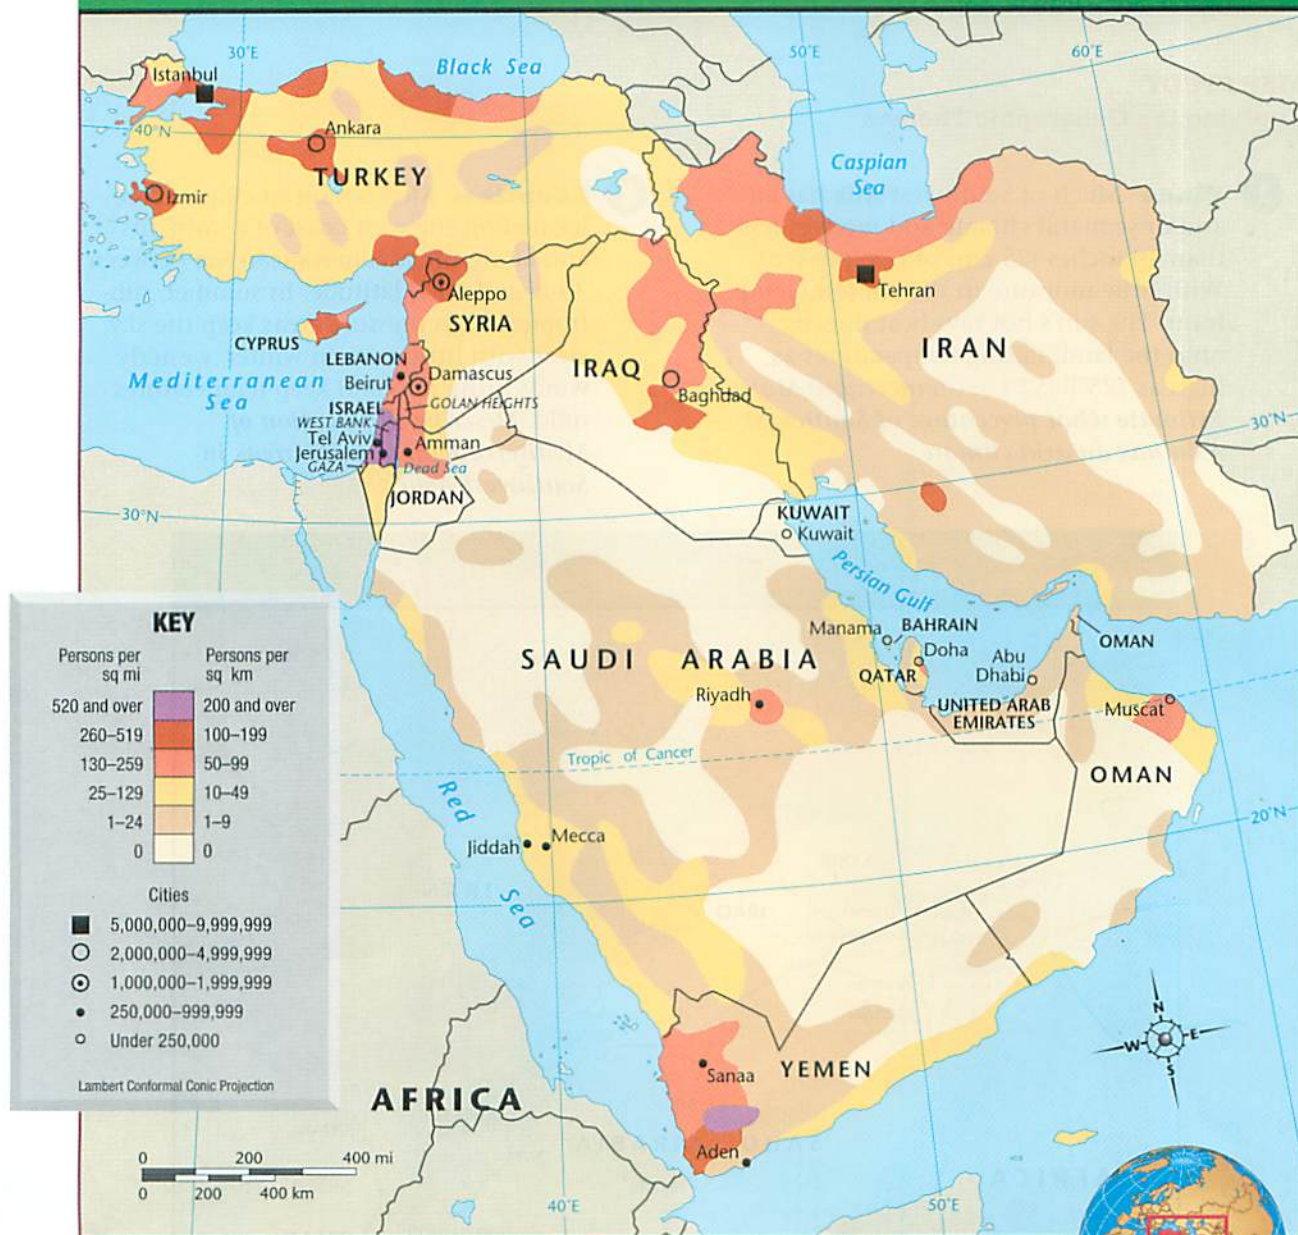 30°E
50°E
60°E
Black Sea
Istanbul
40°N
Ankara
TURKEY
Caspian
Sea
Izmir
Tehran
Aleppo
SYRIA
CYPRUS
IRAN
LEBANON
IRAQ
Mediterranean
Sea
Beirut
Damascus
Baghdad
GOLAN HEIGHTS
ISRAEL
WEST BANK
Tel Aviv
Amman
Jerusalem
GAZA
Dead Sea
30°N
JORDAN
30°N
KUWAIT
Kuwait
Persian Gulf
Manama
BAHRAIN
OMAN
SAUDI ARABIA
Doha
Abu
Dhabi
QATAR
Riyadh
UNITED ARAB
EMIRATES
Muscat
Tropic of Cancer
OMAN
Red Sea
20°N
Jiddah
Mecca
Sanaa
YEMEN
AFRICA
Aden
40°E
50°E
N
W
E
S
KEY
Persons per
sq mi
Persons per
sq km
520 and over
200 and over
260–519
100–199
130–259
50–99
25–129
10–49
1–24
1–9
0
0
Cities
5,000,000–9,999,999
2,000,000–4,999,999
1,000,000–1,999,999
250,000–999,999
Under 250,000
Lambert Conformal Conic Projection
0 200 400 mi
0 200 400 km